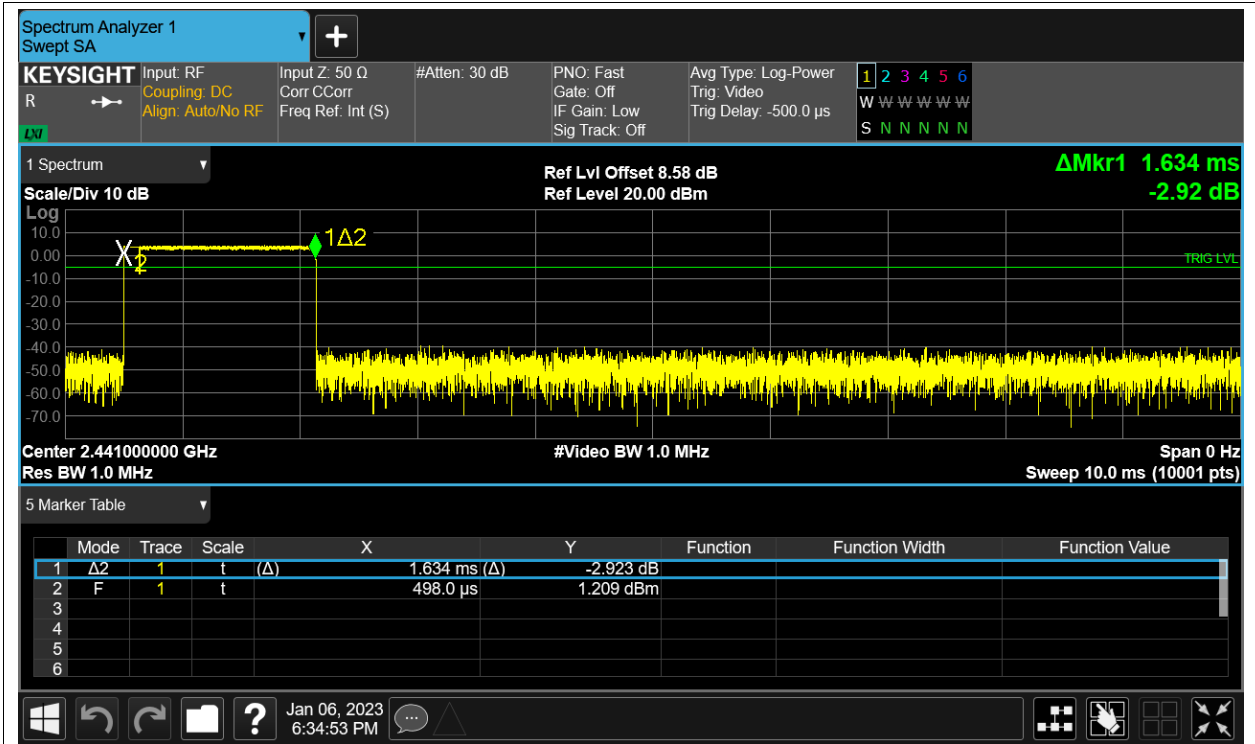 Spectrum Analyzer 1
Swept SA
▼
+
KEYSIGHT
R
LXI
Input: RF
Coupling: DC
Align: Auto/No RF
Input Z: 50 Ω
Corr CCorr
Freq Ref: Int (S)
#Atten: 30 dB
PNO: Fast
Gate: Off
IF Gain: Low
Sig Track: Off
Avg Type: Log-Power
Trig: Video
Trig Delay: -500.0 µs
1 2 3 4 5 6
W W W W W W
S N N N N N
1 Spectrum ▼
Scale/Div 10 dB
Ref Lvl Offset 8.58 dB
Ref Level 20.00 dBm
ΔMkr1 1.634 ms
-2.92 dB
Log
10.0
0.00
-10.0
-20.0
-30.0
-40.0
-50.0
-60.0
-70.0
X
2
1Δ2
TRIG LVL
Center 2.441000000 GHz
#Video BW 1.0 MHz
Span 0 Hz
Res BW 1.0 MHz
Sweep 10.0 ms (10001 pts)
5 Marker Table ▼
Mode Trace Scale X Y Function Function Width Function Value
1 Δ2 1 t (Δ) 1.634 ms (Δ) -2.923 dB
2 F 1 t 498.0 µs 1.209 dBm
3
4
5
6
?
Jan 06, 2023
6:34:53 PM